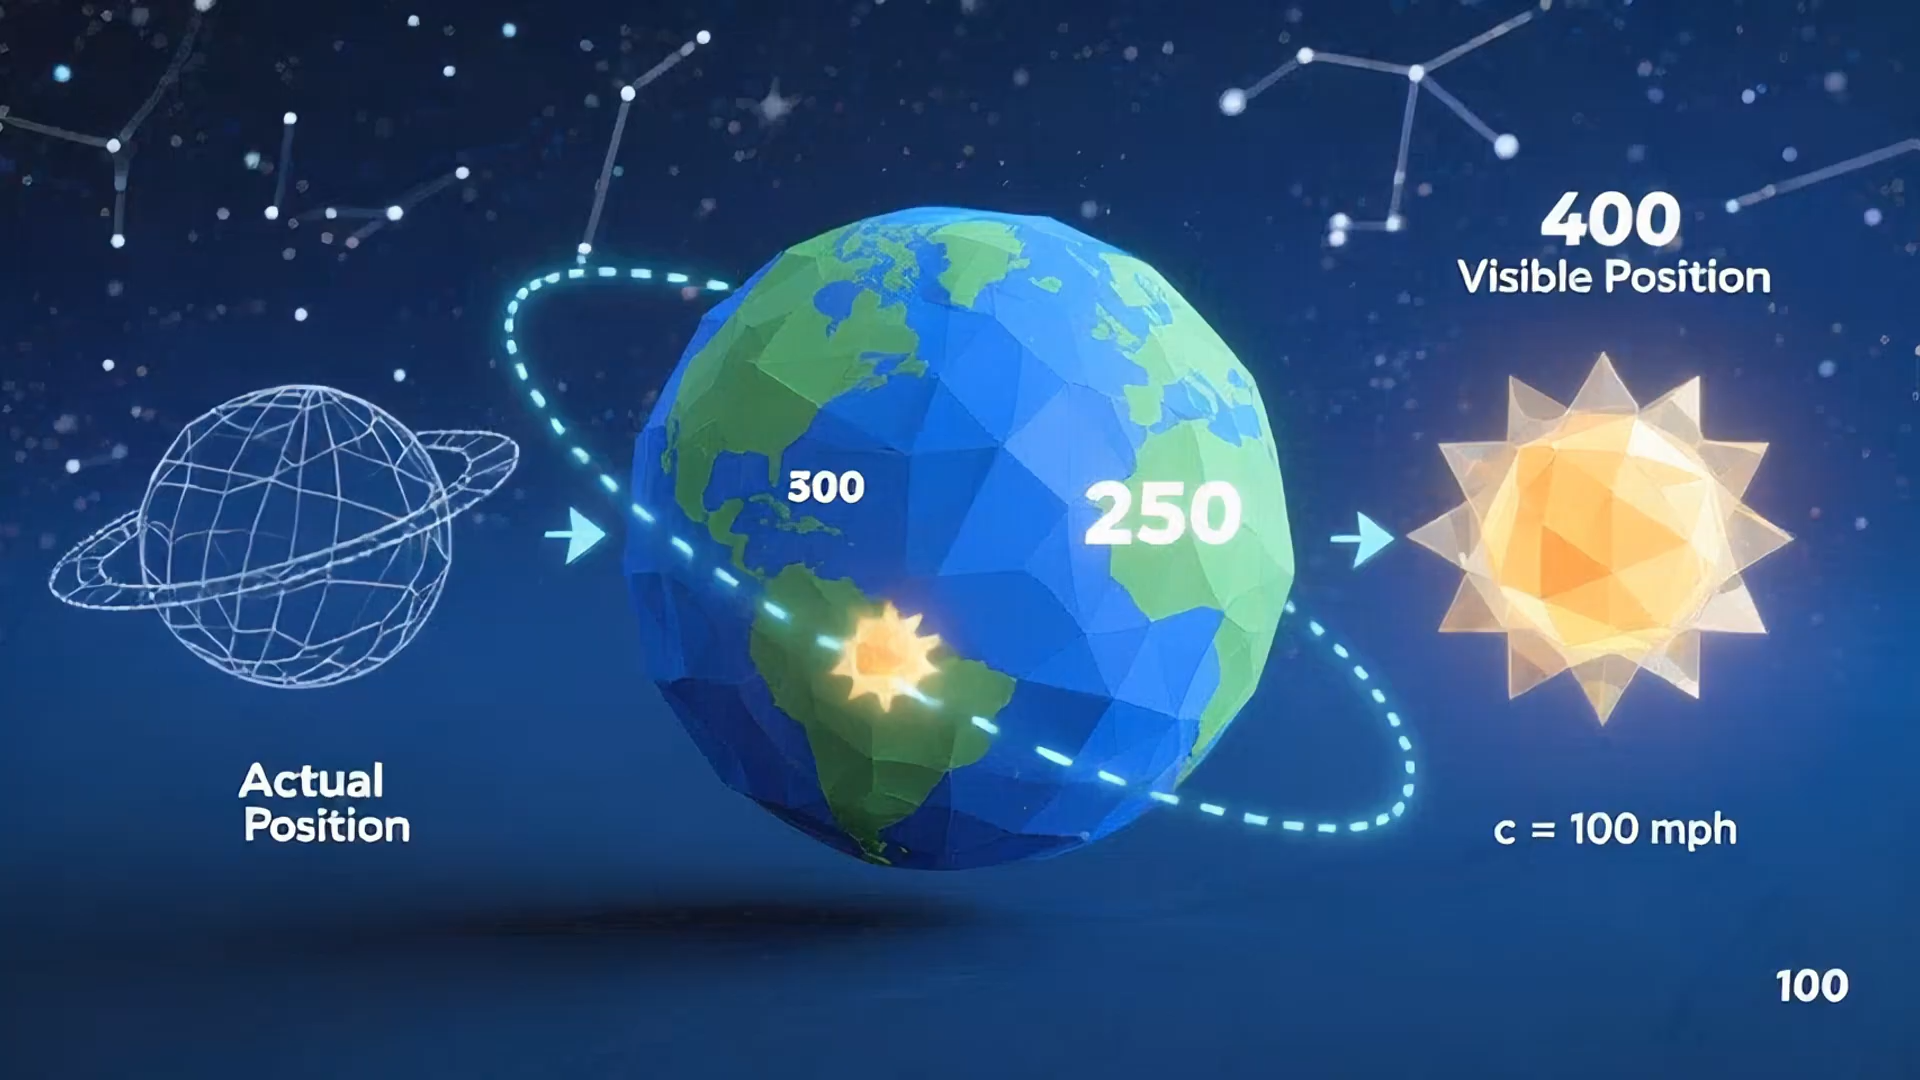 400
Visible Position
300
250
Actual
Position
c = 100 mph
100